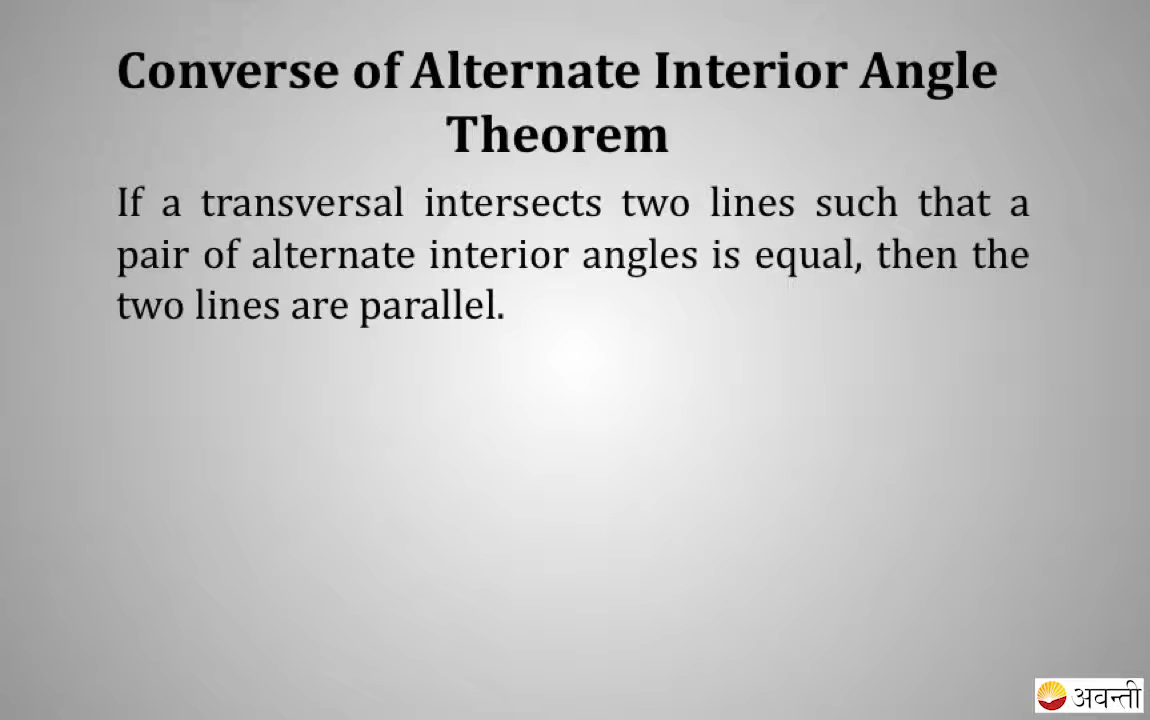 Converse of Alternate Interior Angle
Theorem
If a transversal intersects two lines such that a
pair of alternate interior angles is equal, then the
two lines are parallel.
अवन्ती